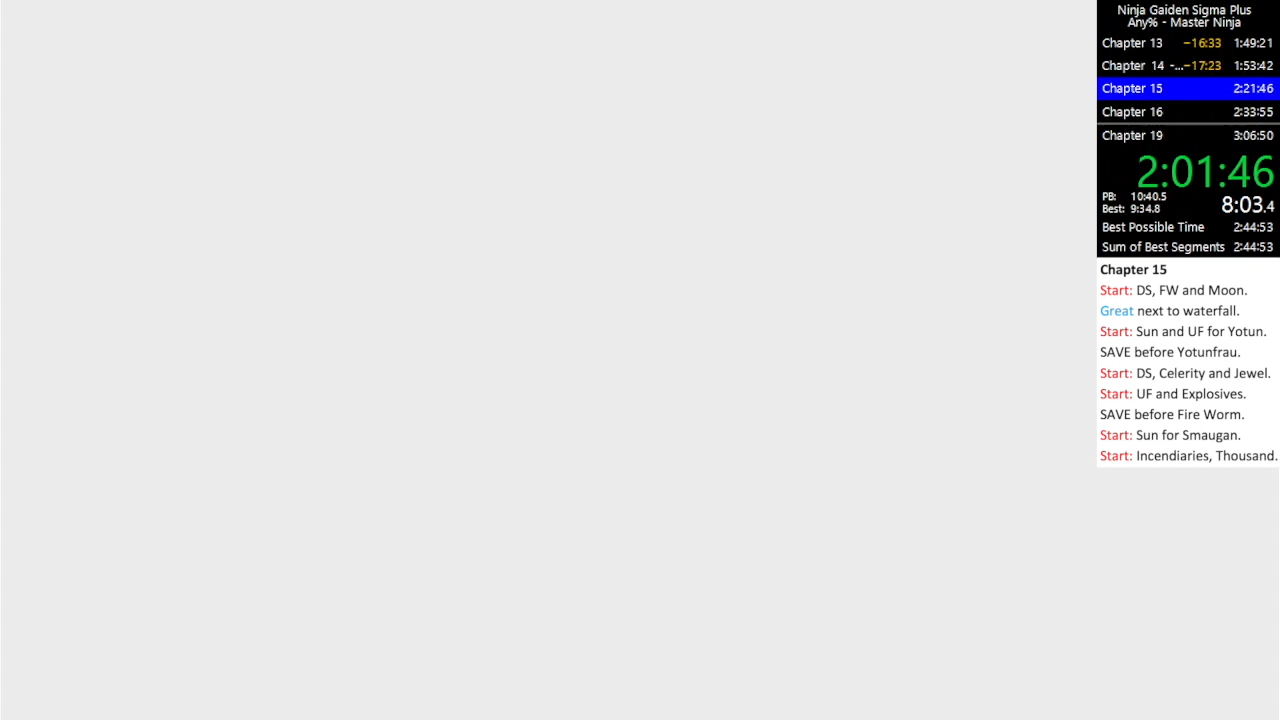 Ninja Gaiden Sigma Plus
Any% - Master Ninja
Chapter 13 −16:33 1:49:21
Chapter 14 -...−17:23 1:53:42
Chapter 15 2:21:46
Chapter 16 2:33:55
Chapter 19 3:06:50
2:01:46
PB: 10:40.5
Best: 9:34.8
8:03.4
Best Possible Time 2:44:53
Sum of Best Segments 2:44:53
Chapter 15
Start: DS, FW and Moon.
Great next to waterfall.
Start: Sun and UF for Yotun.
SAVE before Yotunfrau.
Start: DS, Celerity and Jewel.
Start: UF and Explosives.
SAVE before Fire Worm.
Start: Sun for Smaugan.
Start: Incendiaries, Thousand.